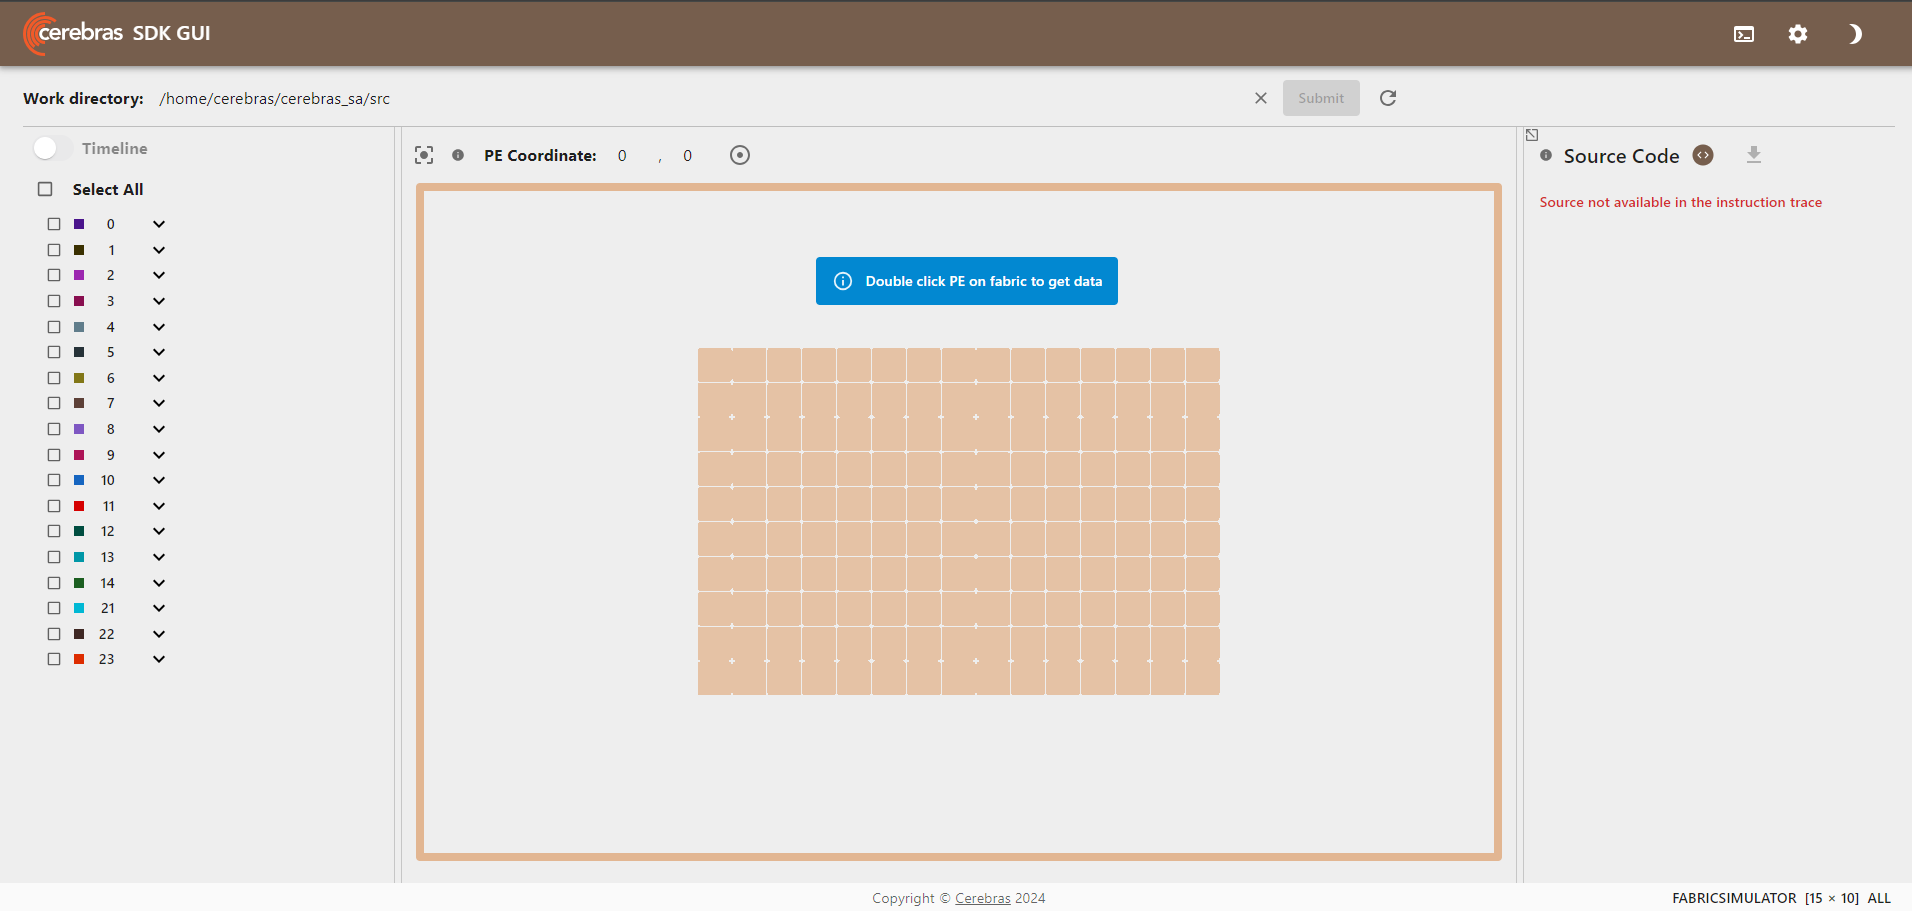 cerebras SDK GUI
Work directory: /home/cerebras/cerebras_sa/src
Submit
Timeline
Select All
0
1
2
3
4
5
6
7
8
9
10
11
12
13
14
21
22
23
PE Coordinate: 0 , 0
Double click PE on fabric to get data
Source Code
Source not available in the instruction trace
Copyright © Cerebras 2024
FABRICSIMULATOR [15 × 10] ALL